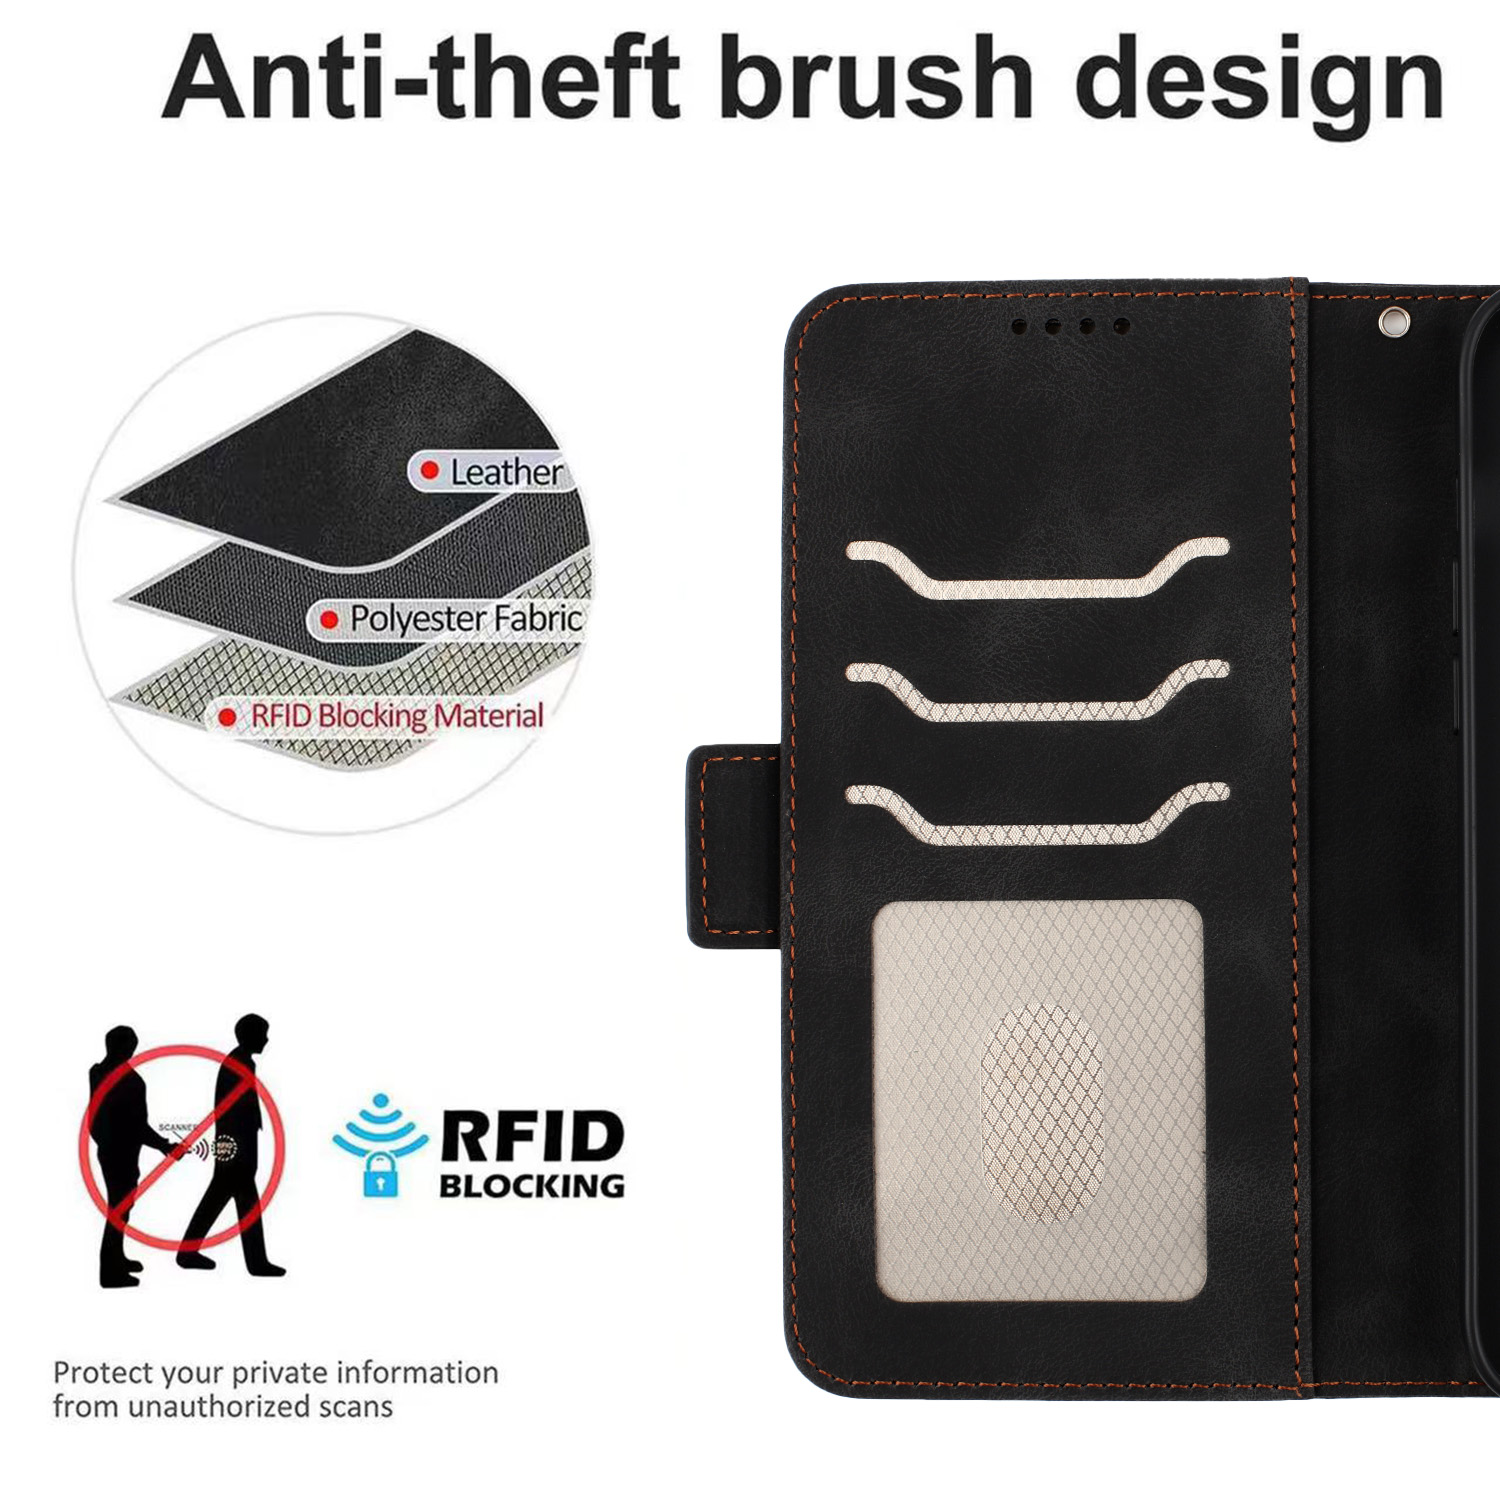 Anti-theft brush design
Leather
Polyester Fabric
RFID Blocking Material
SCANNER
RFID
BLOCKING
Protect your private information
from unauthorized scans